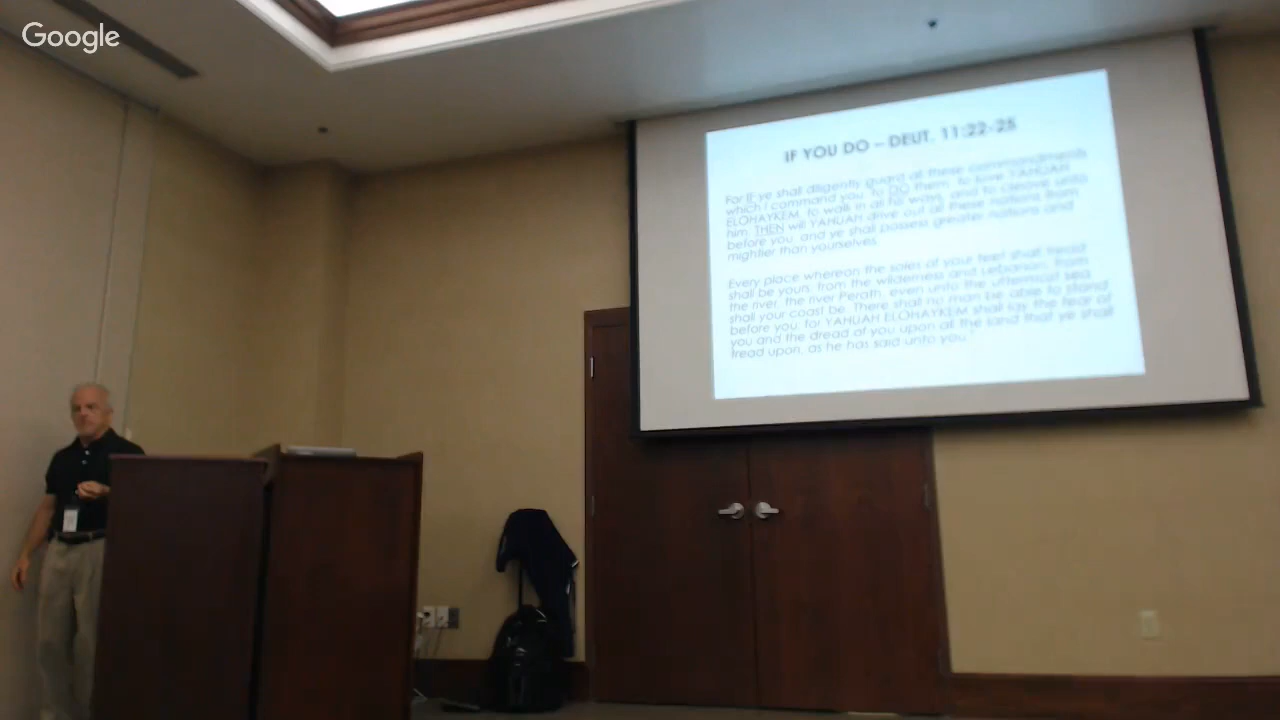 Google
IF YOU DO – DEUT. 11:22-25
For IF ye shall diligently guard all these commandments
which I command you, to DO them, to love YAHUAH
ELOHAYKEM, to walk in all his ways, and to cleave unto
him, THEN will YAHUAH drive out all these nations from
before you, and ye shall possess greater nations and
mightier than yourselves.
Every place whereon the soles of your feet shall tread
shall be yours, from the wilderness and Lebanon, from
the river, the river Perath, even unto the uttermost sea
shall your coast be. There shall no man be able to stand
before you, for YAHUAH ELOHAYKEM shall lay the fear of
you and the dread of you upon all the land that ye shall
tread upon, as he has said unto you."